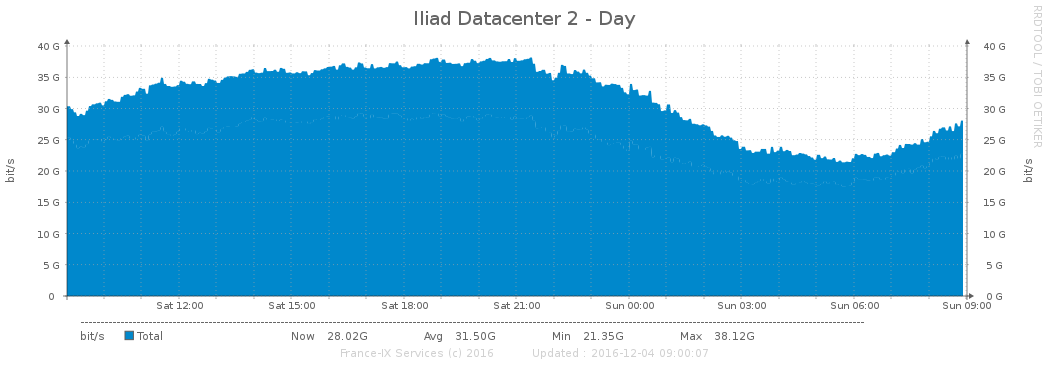 Iliad Datacenter 2 - Day
RRDTOOL / TOBI OETIKER
bit/s
40 G 40 G
35 G 35 G
30 G 30 G
25 G 25 G
20 G 20 G
15 G 15 G
10 G 10 G
5 G 5 G
0 0 G
bit/s
Sat 12:00 Sat 15:00 Sat 18:00 Sat 21:00 Sun 00:00 Sun 03:00 Sun 06:00 Sun 09:00
bit/s Total Now 28.02G Avg 31.50G Min 21.35G Max 38.12G
France-IX Services (c) 2016 Updated : 2016-12-04 09:00:07